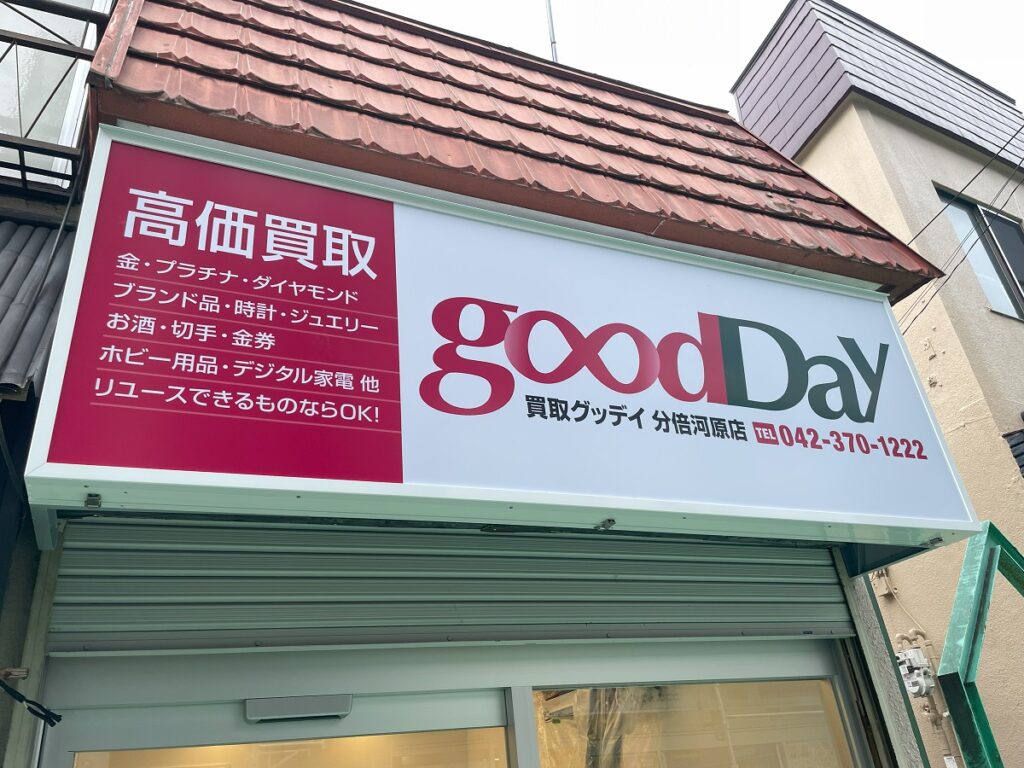 高価買取
金・プラチナ・ダイヤモンド
ブランド品・時計・ジュエリー
お酒・切手・金券
ホビー用品・デジタル家電 他
リユースできるものならOK!
goodDay
買取グッデイ 分倍河原店 TEL 042-370-1222